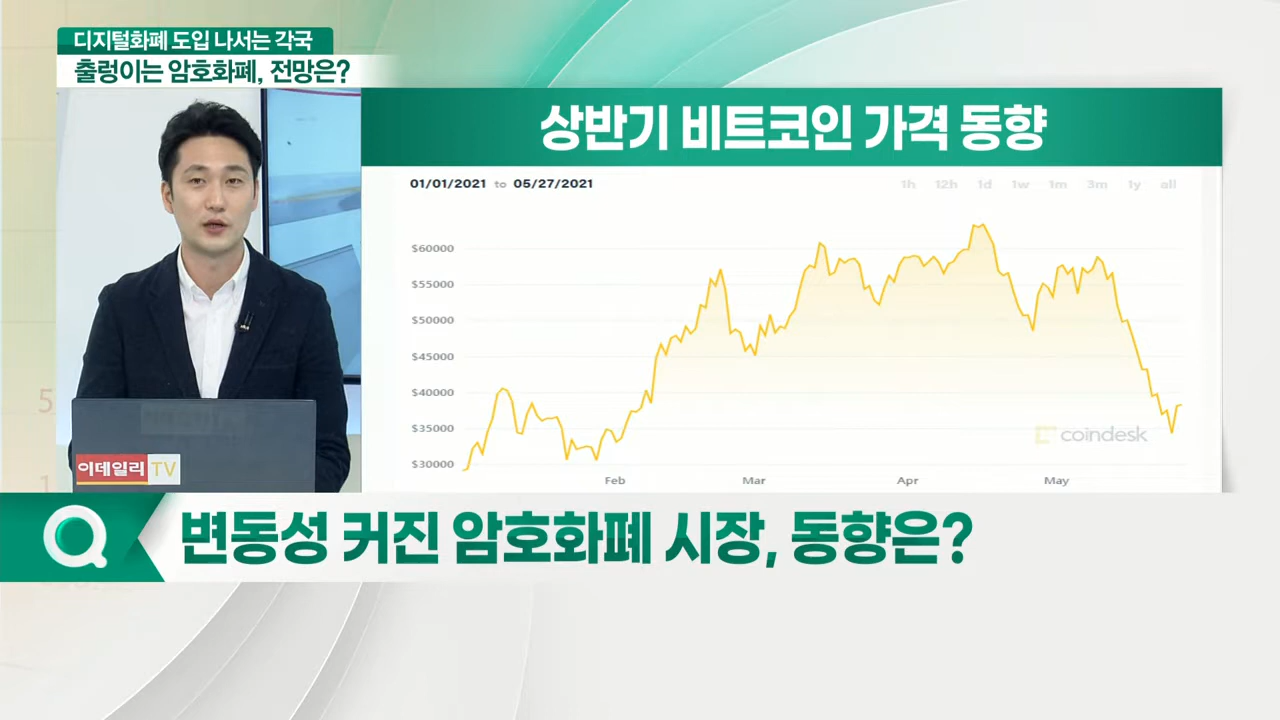 디지털화폐 도입 나서는 각국
출렁이는 암호화폐, 전망은?
상반기 비트코인 가격 동향
01/01/2021 to 05/27/2021
1h 12h 1d 1w 1m 3m 1y all
$60000
$55000
$50000
$45000
$40000
$35000
$30000
Feb Mar Apr May
coindesk
이데일리 TV
Q 변동성 커진 암호화폐 시장, 동향은?